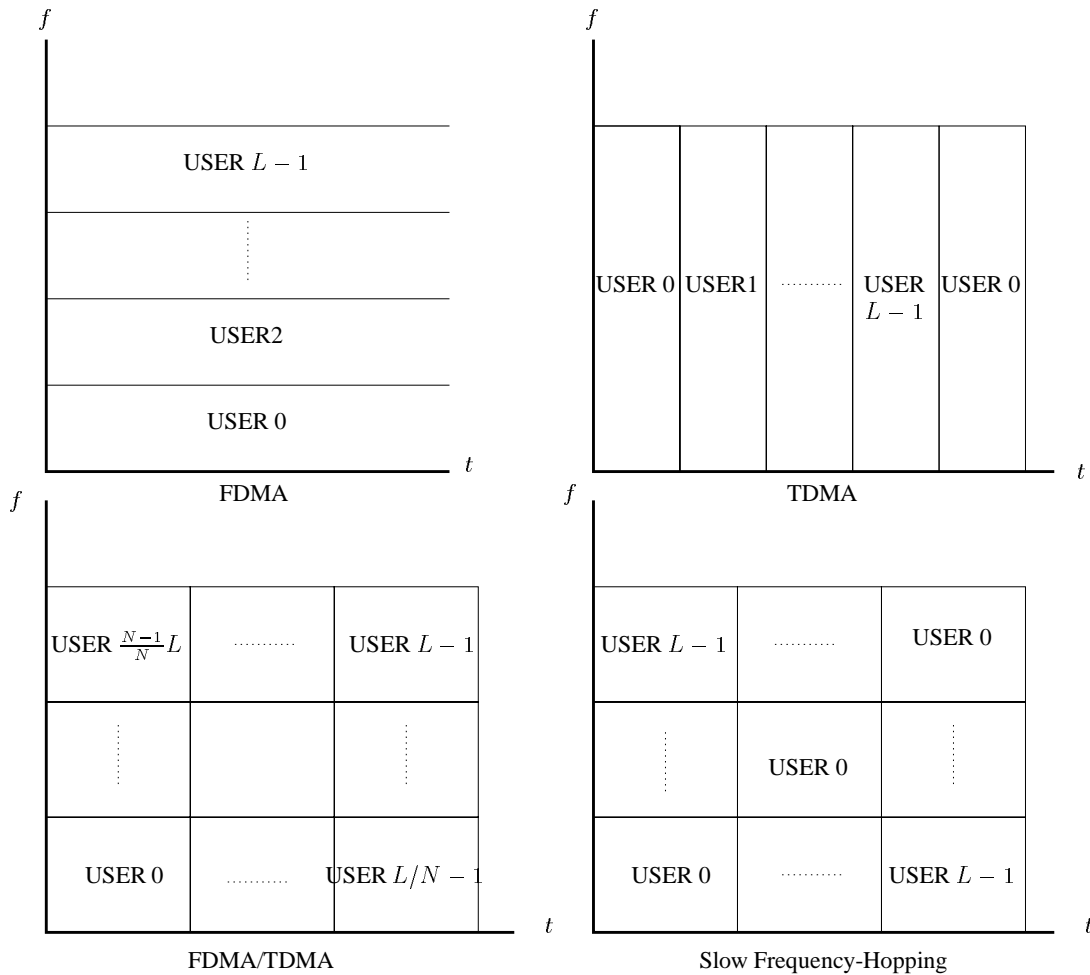 f
USER L − 1
USER2
USER 0
t
FDMA
f
USER 0 USER1 USER L − 1 USER 0
t
TDMA
f
USER \frac{N−1}{N}L USER L − 1
USER 0 USER L/N − 1
t
FDMA/TDMA
f
USER L − 1 USER 0
USER 0
USER 0 USER L − 1
t
Slow Frequency-Hopping